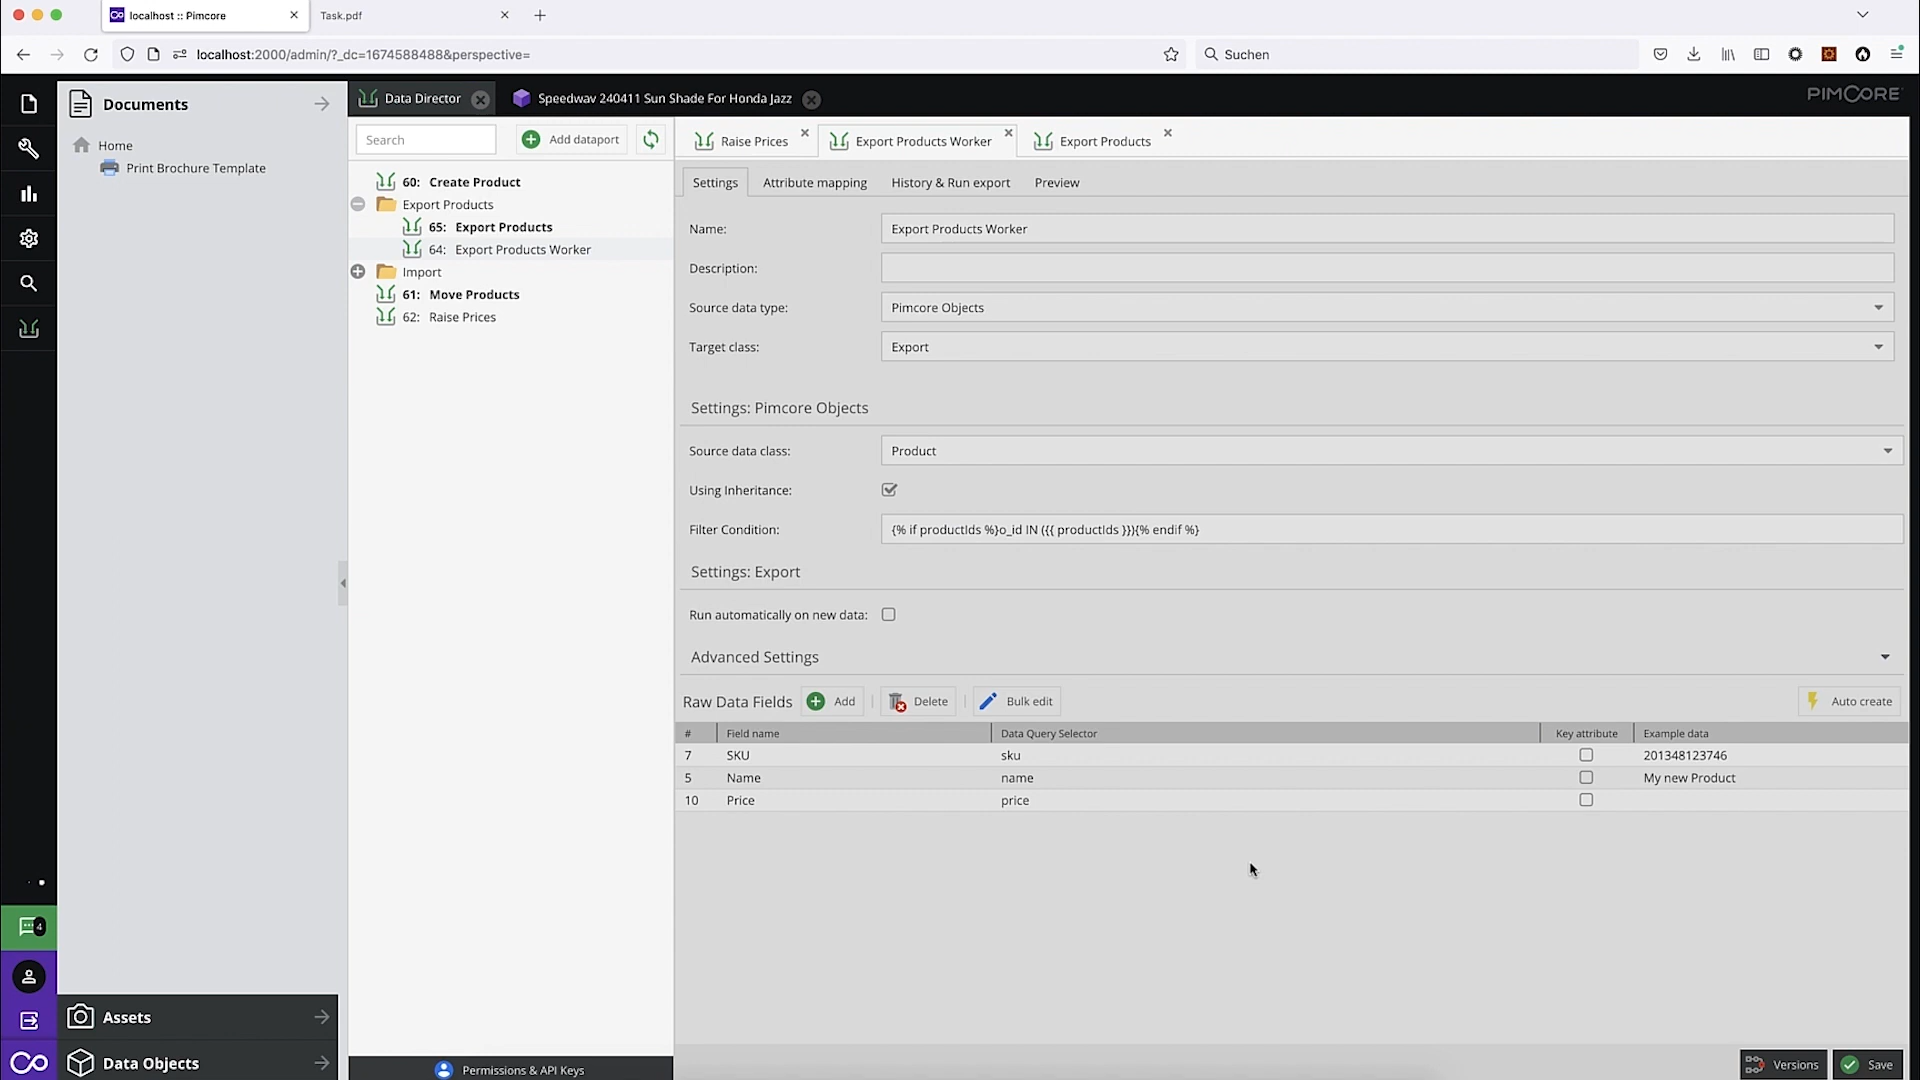 localhost :: Pimcore
Task.pdf
localhost:2000/admin/?_dc=1674588488&perspective=
Suchen
Documents
Home
Print Brochure Template
4
Assets
Data Objects
Data Director
Speedwav 240411 Sun Shade For Honda Jazz
PIMCORE
Search
Add dataport
60: Create Product
Export Products
65: Export Products
64: Export Products Worker
Import
61: Move Products
62: Raise Prices
Permissions & API Keys
Raise Prices
Export Products Worker
Export Products
Settings
Attribute mapping
History & Run export
Preview
Name:
Export Products Worker
Description:
Source data type:
Pimcore Objects
Target class:
Export
Settings: Pimcore Objects
Source data class:
Product
Using Inheritance:
Filter Condition:
{% if productIds %}o_id IN ({{ productIds }}){% endif %}
Settings: Export
Run automatically on new data:
Advanced Settings
Raw Data Fields
Add
Delete
Bulk edit
Auto create
# Field name Data Query Selector Key attribute Example data
7 SKU sku 201348123746
5 Name name My new Product
10 Price price
Versions
Save